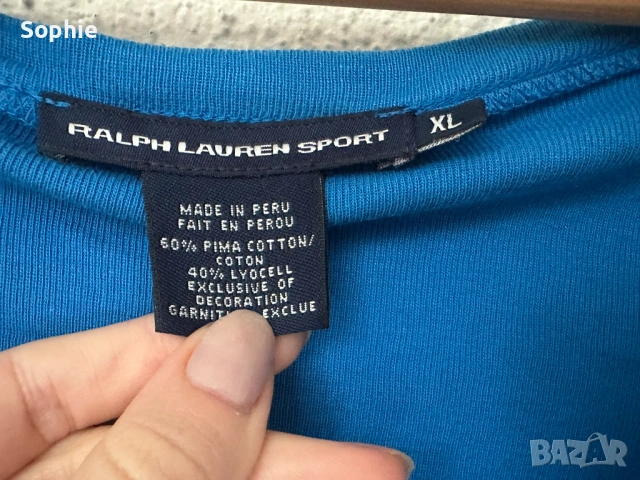 Sophie
RALPH LAUREN SPORT
XL
MADE IN PERU
FAIT EN PEROU
60% PIMA COTTON/
COTON
40% LYOCELL
EXCLUSIVE OF
DECORATION
EXCLUE
BAZAR